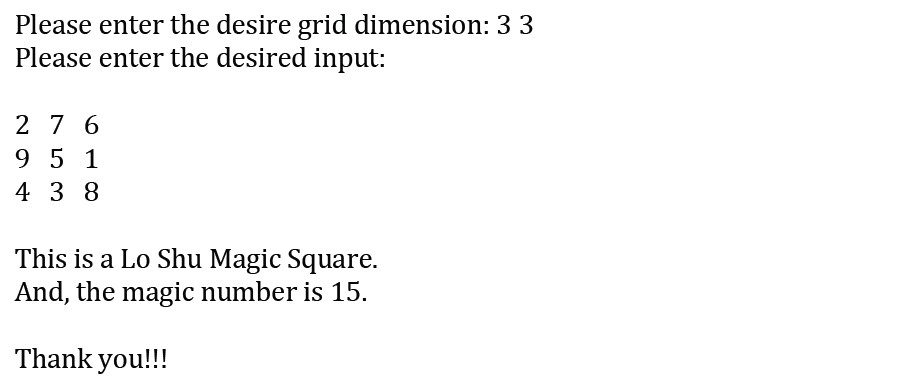 Please enter the desire grid dimension: 3 3
Please enter the desired input:
2 7 6
9 5 1
4 3 8
This is a Lo Shu Magic Square.
And, the magic number is 15.
Thank you!!!